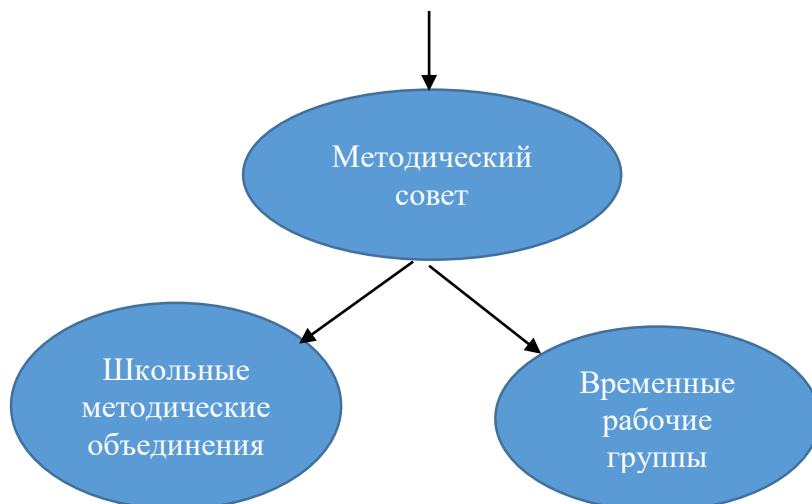 Методический
совет
Школьные
методические
объединения
Временные
рабочие
группы